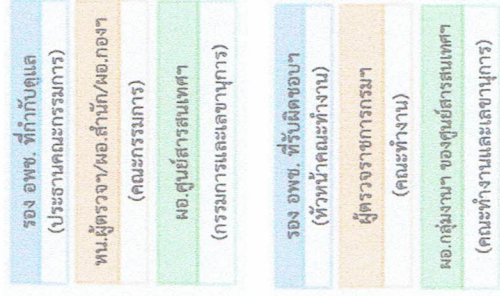 รอง อพช. ที่กำกับดูแล
(ประธานคณะกรรมการ)
หน.ผู้ตรวจฯ/ผอ.สำนัก/ผอ.กองฯ
(คณะกรรมการ)
ผอ.ศูนย์สารสนเทศฯ
(กรรมการและเลขานุการ)
รอง อพช. ที่รับผิดชอบฯ
(หัวหน้าคณะทำงาน)
ผู้ตรวจราชการกรมฯ
(คณะทำงาน)
ผอ.กลุ่มงานฯ ของศูนย์สารสนเทศฯ
(คณะทำงานและเลขานุการ)